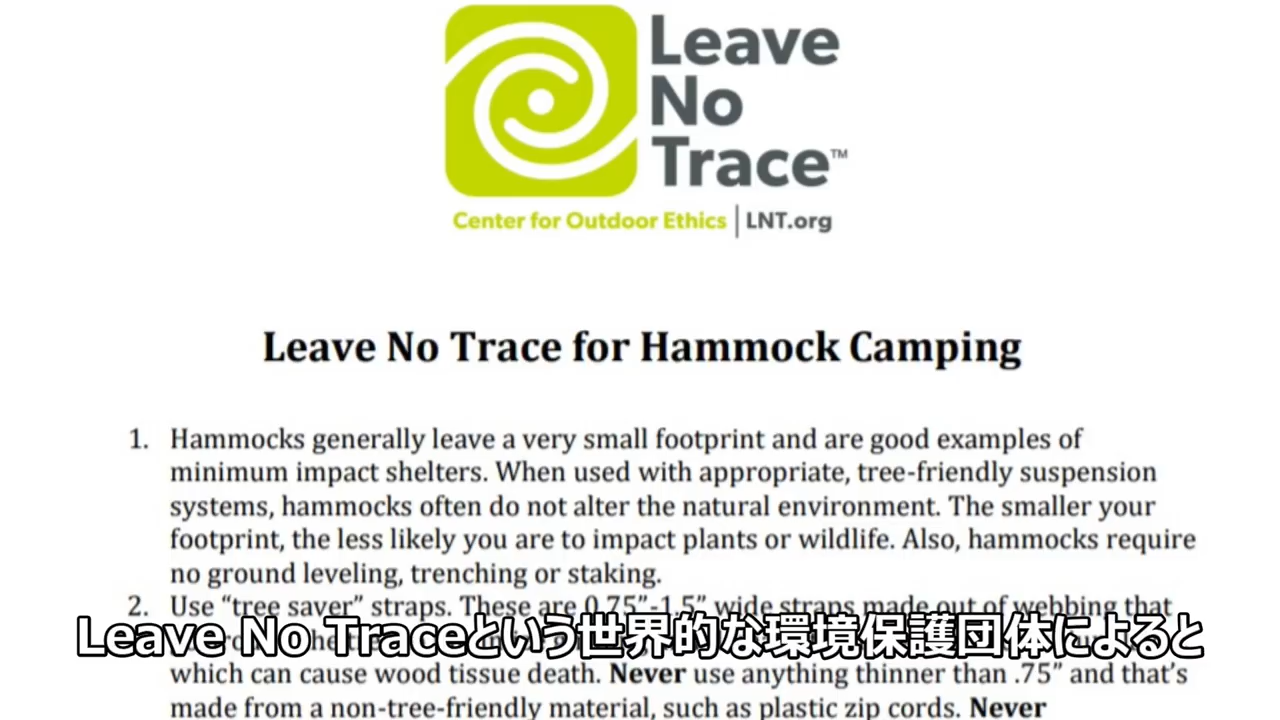 Leave
No
Trace™
Center for Outdoor Ethics | LNT.org
Leave No Trace for Hammock Camping
1. Hammocks generally leave a very small footprint and are good examples of
minimum impact shelters. When used with appropriate, tree-friendly suspension
systems, hammocks often do not alter the natural environment. The smaller your
footprint, the less likely you are to impact plants or wildlife. Also, hammocks require
no ground leveling, trenching or staking.
2. Use “tree saver” straps. These are 0.75”-1.5” wide straps made out of webbing that
Leave No Traceという世界的な環境保護団体によると
which can cause wood tissue death. Never use anything thinner than .75” and that’s
made from a non-tree-friendly material, such as plastic zip cords. Never